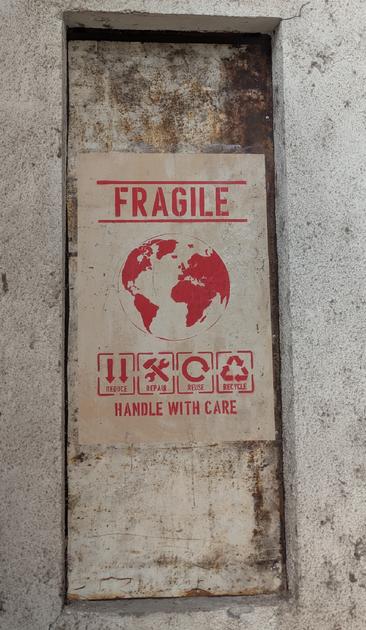 FRAGILE
REDUCE REPAIR REUSE RECYCLE
HANDLE WITH CARE